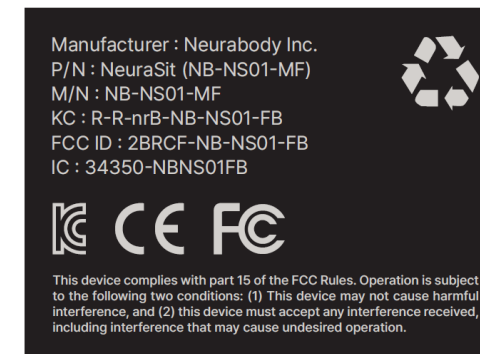 Manufacturer : Neurabody Inc.
P/N : NeuraSit (NB-NS01-MF)
M/N : NB-NS01-MF
KC : R-R-nrB-NB-NS01-FB
FCC ID : 2BRCF-NB-NS01-FB
IC : 34350-NBNS01FB
KC CE FC
This device complies with part 15 of the FCC Rules. Operation is subject
to the following two conditions: (1) This device may not cause harmful
interference, and (2) this device must accept any interference received,
including interference that may cause undesired operation.